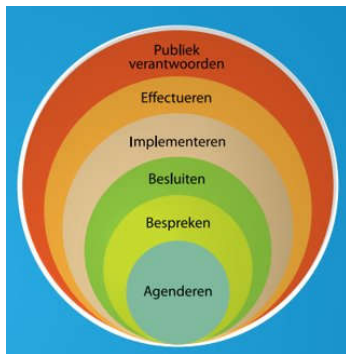 Publiek
verantwoorden
Effectueren
Implementeren
Besluiten
Bespreken
Agenderen